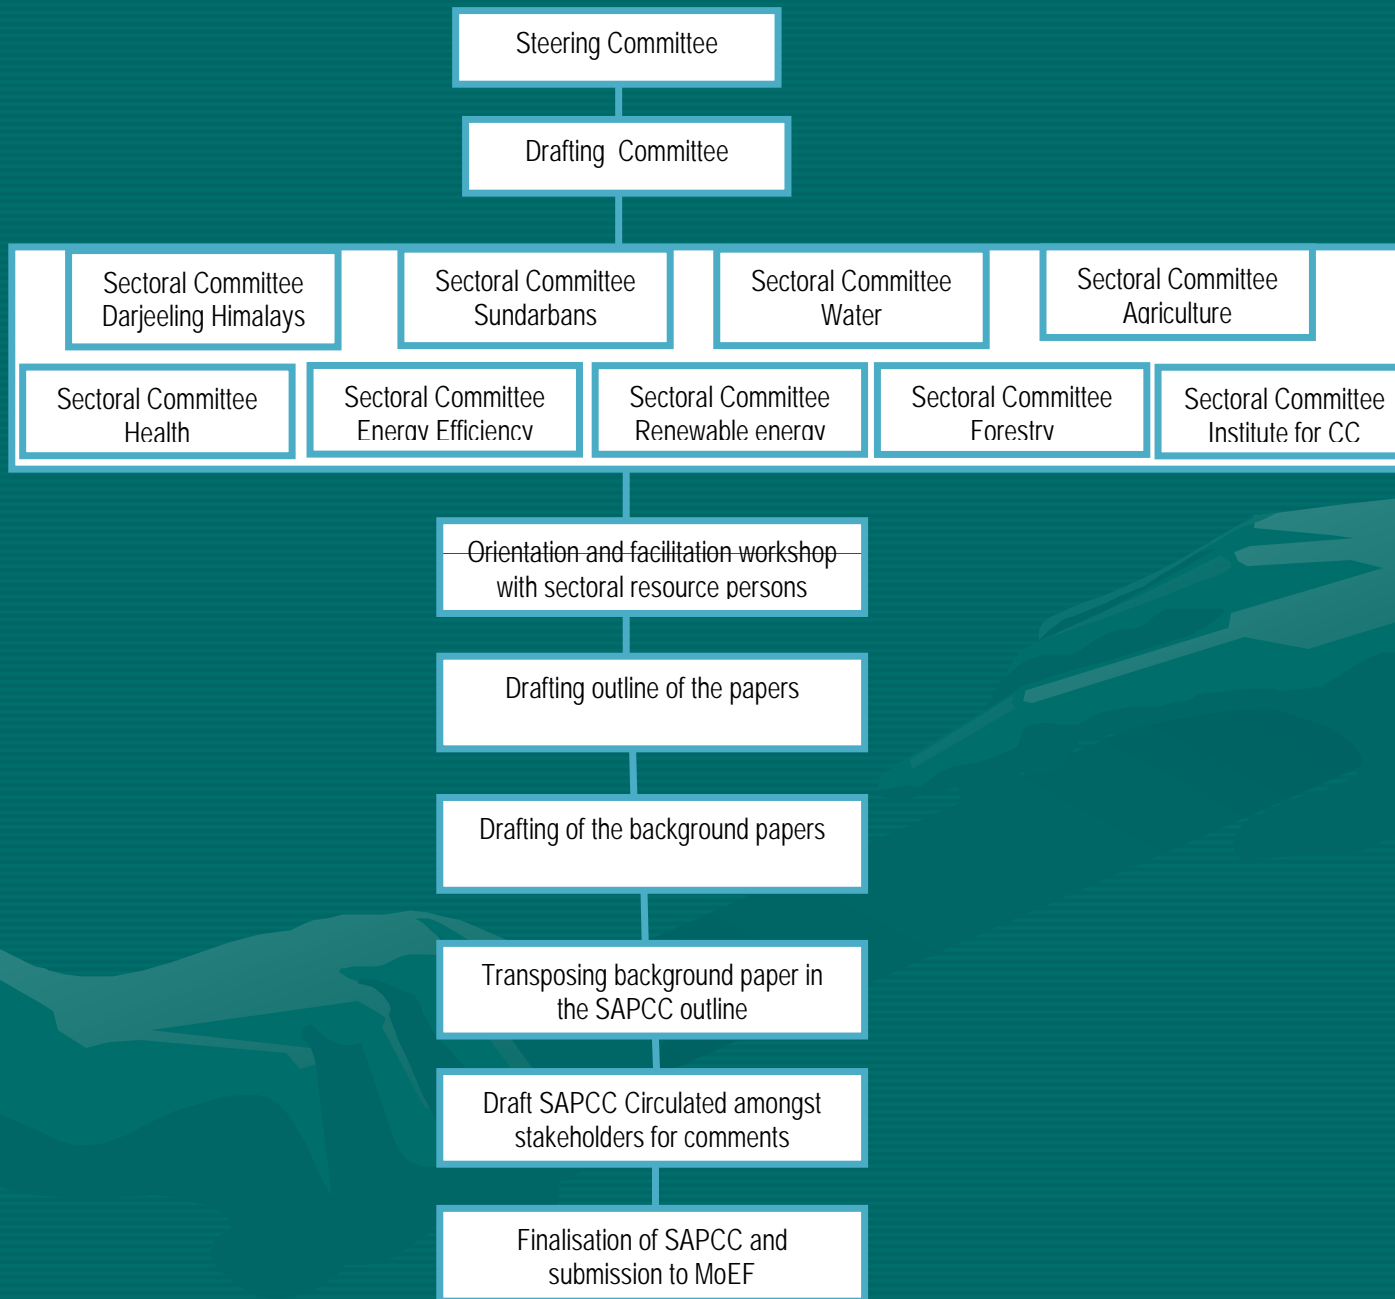 Steering Committee
Drafting Committee
Sectoral Committee
Darjeeling Himalays
Sectoral Committee
Sundarbans
Sectoral Committee
Water
Sectoral Committee
Agriculture
Sectoral Committee
Health
Sectoral Committee
Energy Efficiency
Sectoral Committee
Renewable energy
Sectoral Committee
Forestry
Sectoral Committee
Institute for CC
Orientation and facilitation workshop
with sectoral resource persons
Drafting outline of the papers
Drafting of the background papers
Transposing background paper in
the SAPCC outline
Draft SAPCC Circulated amongst
stakeholders for comments
Finalisation of SAPCC and
submission to MoEF